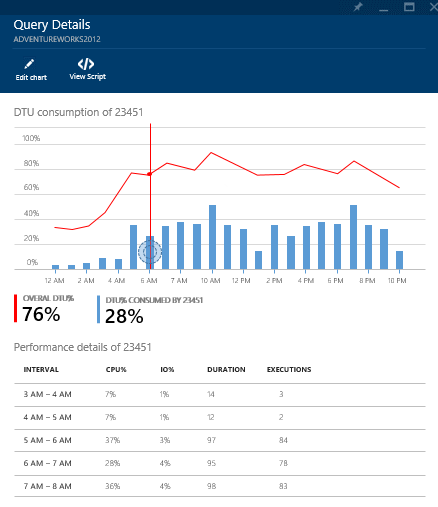 Query Details
ADVENTUREWORKS2012
Edit chart
View Script
DTU consumption of 23451
100%
80%
60%
40%
20%
0%
12 AM 2 AM 4 AM 6 AM 7 AM 10 AM 12 PM 2 PM 4 PM 6 PM 8 PM 10 PM
OVERAL DTU%
76%
DTU% CONSUMED BY 23451
28%
Performance details of 23451
INTERVAL CPU% IO% DURATION EXECUTIONS
3 AM – 4 AM 7% 1% 14 3
4 AM – 5 AM 7% 1% 12 2
5 AM – 6 AM 37% 3% 97 84
6 AM – 7 AM 28% 4% 95 78
7 AM – 8 AM 36% 4% 98 83